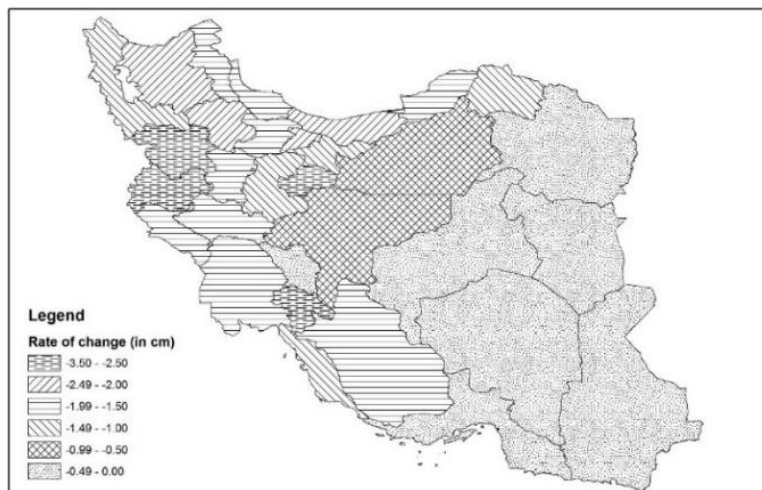 Legend
Rate of change (in cm)
-3.50 - -2.50
-2.49 - -2.00
-1.99 - -1.50
-1.49 - -1.00
-0.99 - -0.50
-0.49 - 0.00